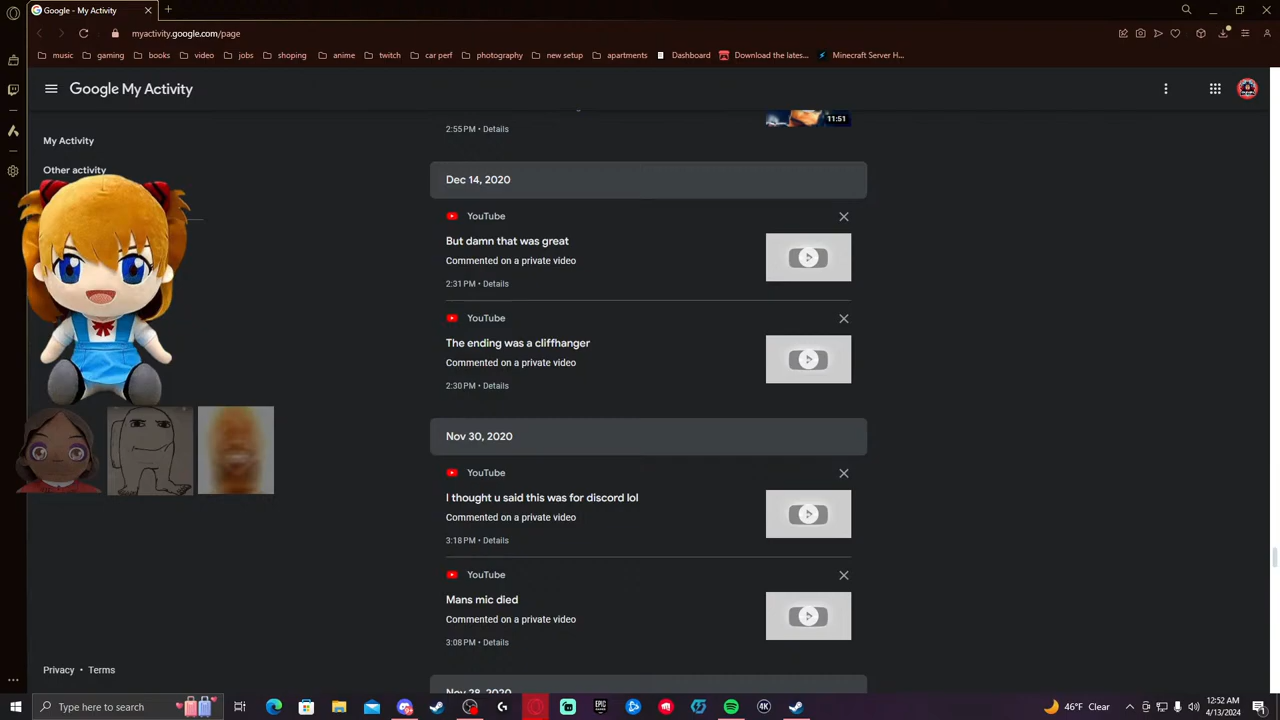 Google - My Activity
myactivity.google.com/page
music
gaming
books
video
jobs
shoping
anime
twitch
car perf
photography
new setup
apartments
Dashboard
Download the lates...
Minecraft Server H...
Google My Activity
My Activity
Other activity
2:55 PM • Details
11:51
Dec 14, 2020
YouTube
But damn that was great
Commented on a private video
2:31 PM • Details
YouTube
The ending was a cliffhanger
Commented on a private video
2:30 PM • Details
Nov 30, 2020
YouTube
I thought u said this was for discord lol
Commented on a private video
3:18 PM • Details
YouTube
Mans mic died
Commented on a private video
3:08 PM • Details
Nov 28, 2020
Privacy • Terms
Type here to search
EPIC GAMES
4K
46°F Clear
12:52 AM
4/13/2024